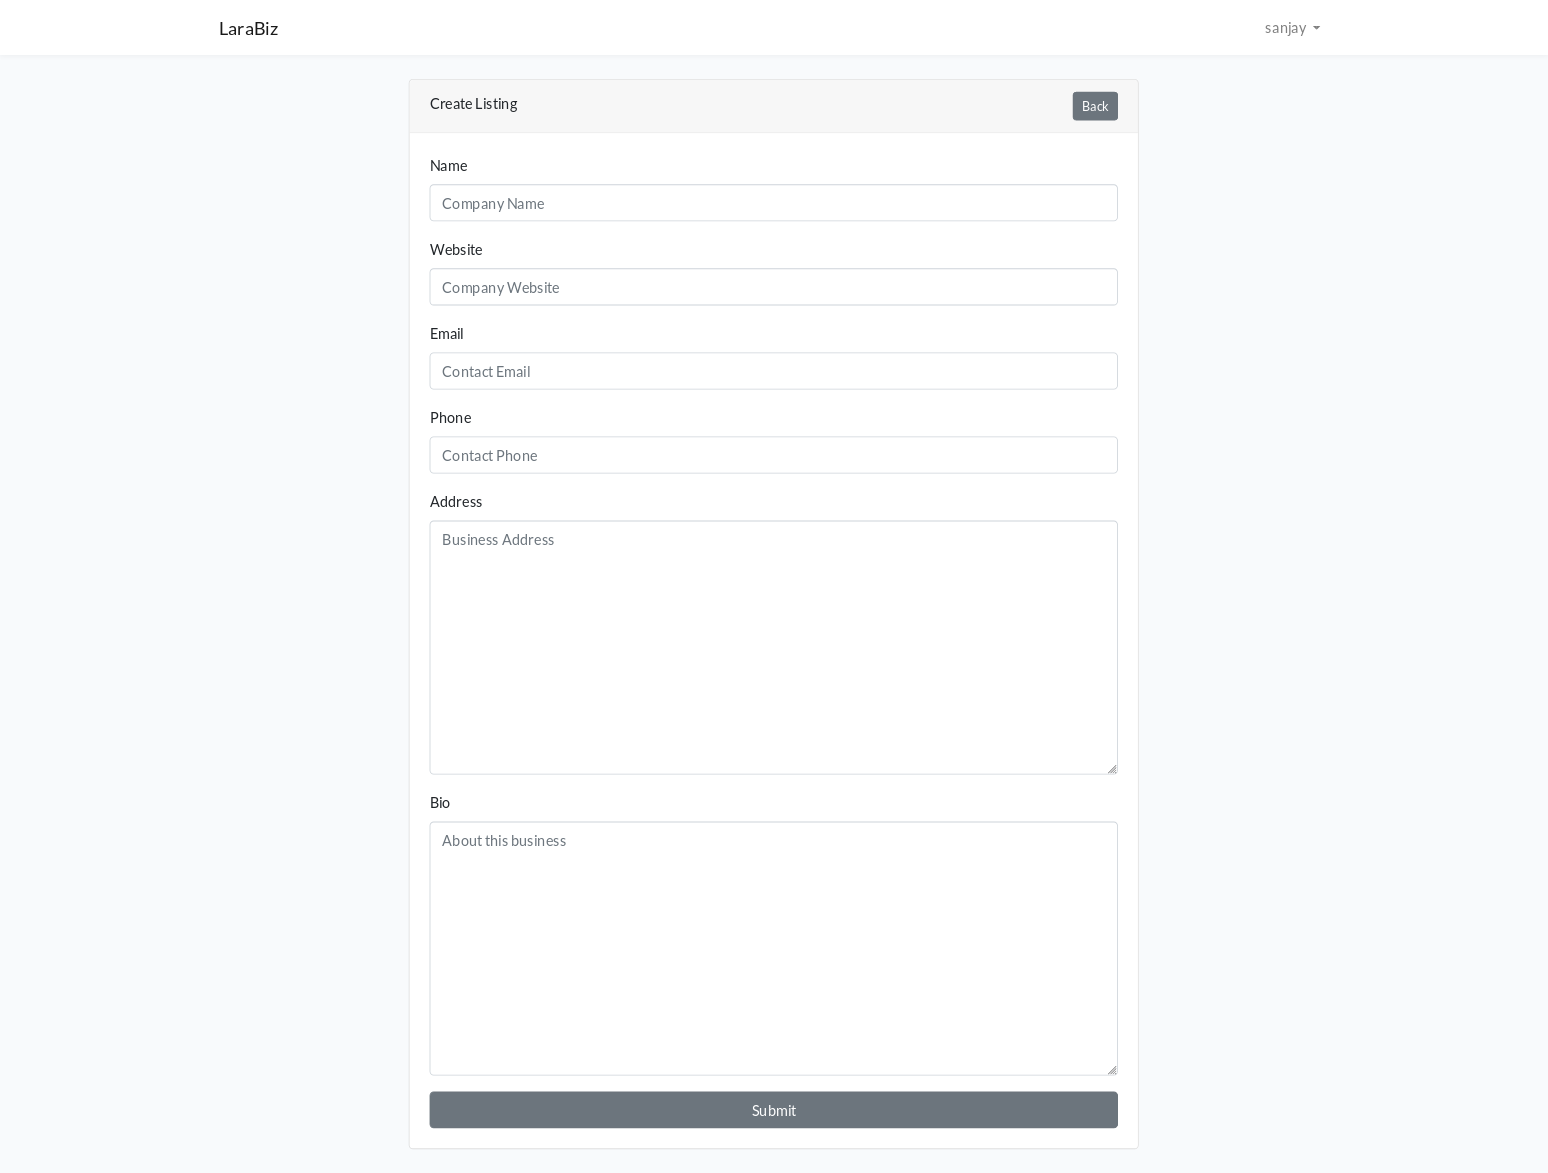 LaraBiz
sanjay
Create Listing
Back
Name
Company Name
Website
Company Website
Email
Contact Email
Phone
Contact Phone
Address
Business Address
Bio
About this business
Submit